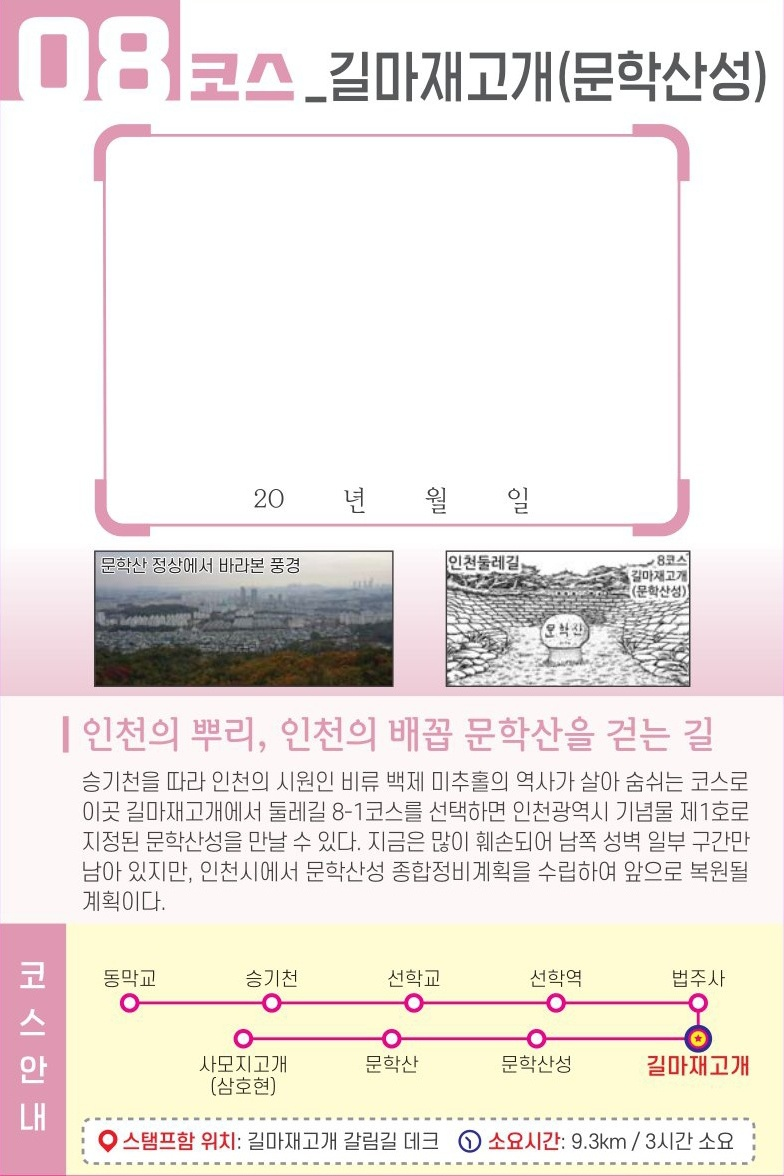 08코스_길마재고개(문학산성)
20 년 월 일
문학산 정상에서 바라본 풍경
인천둘레길
8코스
길마재고개
(문학산성)
문학산
인천의 뿌리, 인천의 배꼽 문학산을 걷는 길
승기천을 따라 인천의 시원인 비류 백제 미추홀의 역사가 살아 숨쉬는 코스로
이곳 길마재고개에서 둘레길 8-1코스를 선택하면 인천광역시 기념물 제1호로
지정된 문학산성을 만날 수 있다. 지금은 많이 훼손되어 남쪽 성벽 일부 구간만
남아 있지만, 인천시에서 문학산성 종합정비계획을 수립하여 앞으로 복원될
계획이다.
코스안내
동막교 승기천 선학교 선학역 법주사
사모지고개 문학산 문학산성 길마재고개
(삼호현)
스탬프함 위치: 길마재고개 갈림길 데크 소요시간: 9.3km / 3시간 소요